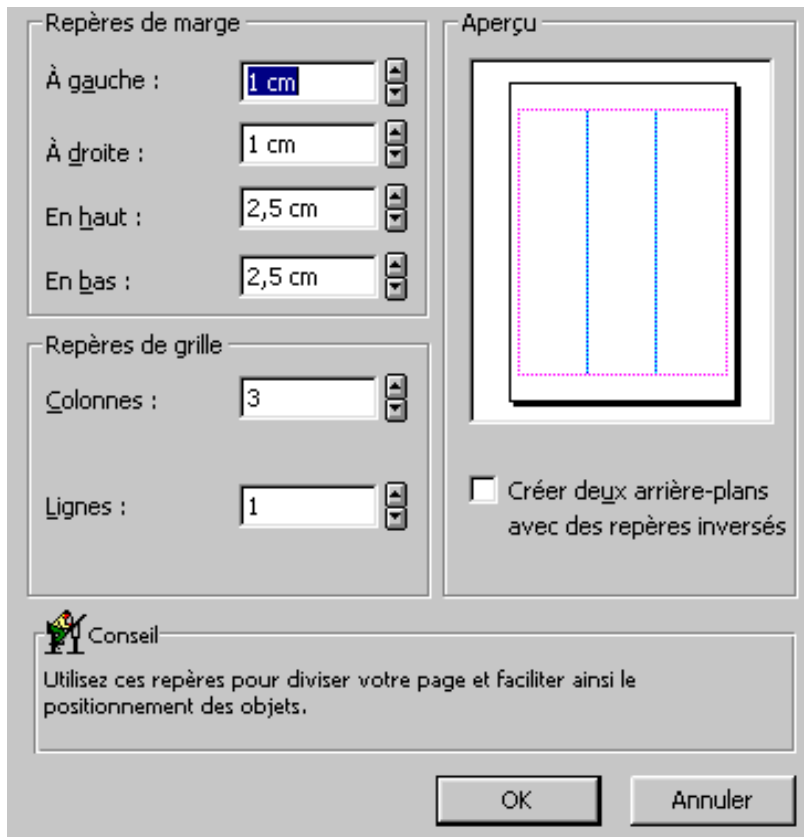 Repères de marge
À gauche : 1 cm
À droite : 1 cm
En haut : 2,5 cm
En bas : 2,5 cm
Repères de grille
Colonnes : 3
Lignes : 1
Aperçu
Créer deux arrière-plans
avec des repères inversés
Conseil
Utilisez ces repères pour diviser votre page et faciliter ainsi le
positionnement des objets.
OK
Annuler